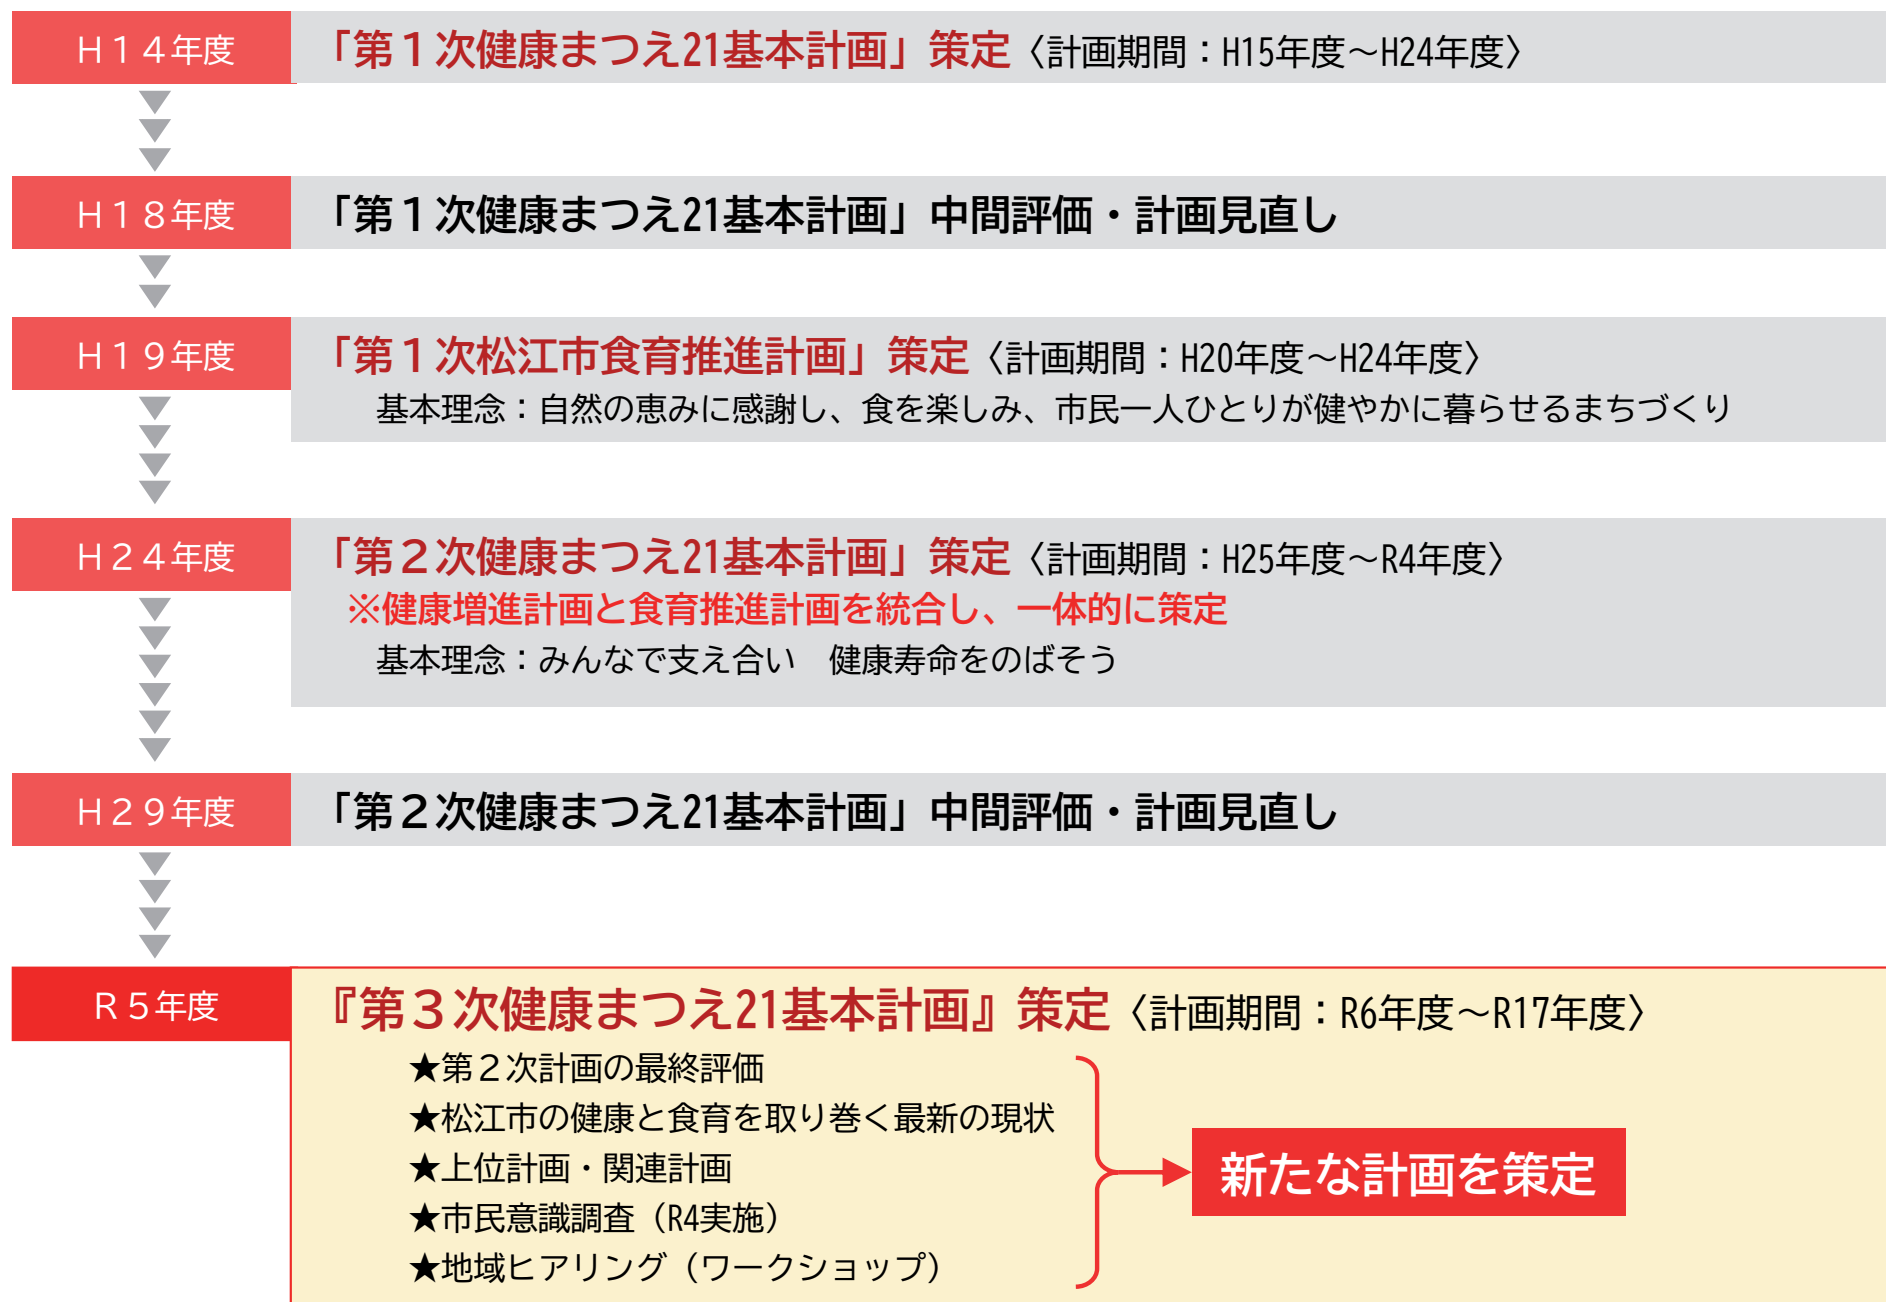 H14年度
「第1次健康まつえ21基本計画」策定〈計画期間：H15年度～H24年度〉
H18年度
「第1次健康まつえ21基本計画」中間評価・計画見直し
H19年度
「第1次松江市食育推進計画」策定〈計画期間：H20年度～H24年度〉
基本理念：自然の恵みに感謝し、食を楽しみ、市民一人ひとりが健やかに暮らせるまちづくり
H24年度
「第2次健康まつえ21基本計画」策定〈計画期間：H25年度～R4年度〉
※健康増進計画と食育推進計画を統合し、一体的に策定
基本理念：みんなで支え合い　健康寿命をのばそう
H29年度
「第2次健康まつえ21基本計画」中間評価・計画見直し
R5年度
『第3次健康まつえ21基本計画』策定〈計画期間：R6年度～R17年度〉
★第2次計画の最終評価
★松江市の健康と食育を取り巻く最新の現状
★上位計画・関連計画
★市民意識調査（R4実施）
★地域ヒアリング（ワークショップ）
新たな計画を策定